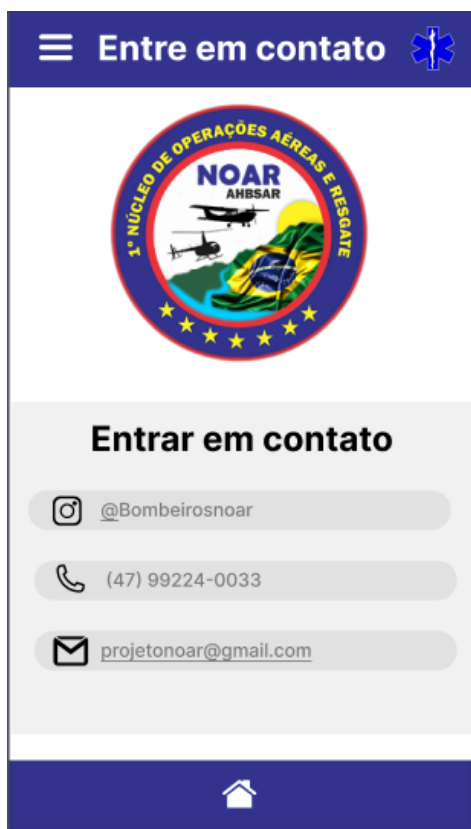 Entre em contato
1º NÚCLEO DE OPERAÇÕES AÉREAS E RESGATE
NOAR
AHBSAR
Entrar em contato
@Bombeirosnoar
(47) 99224-0033
projetonoar@gmail.com